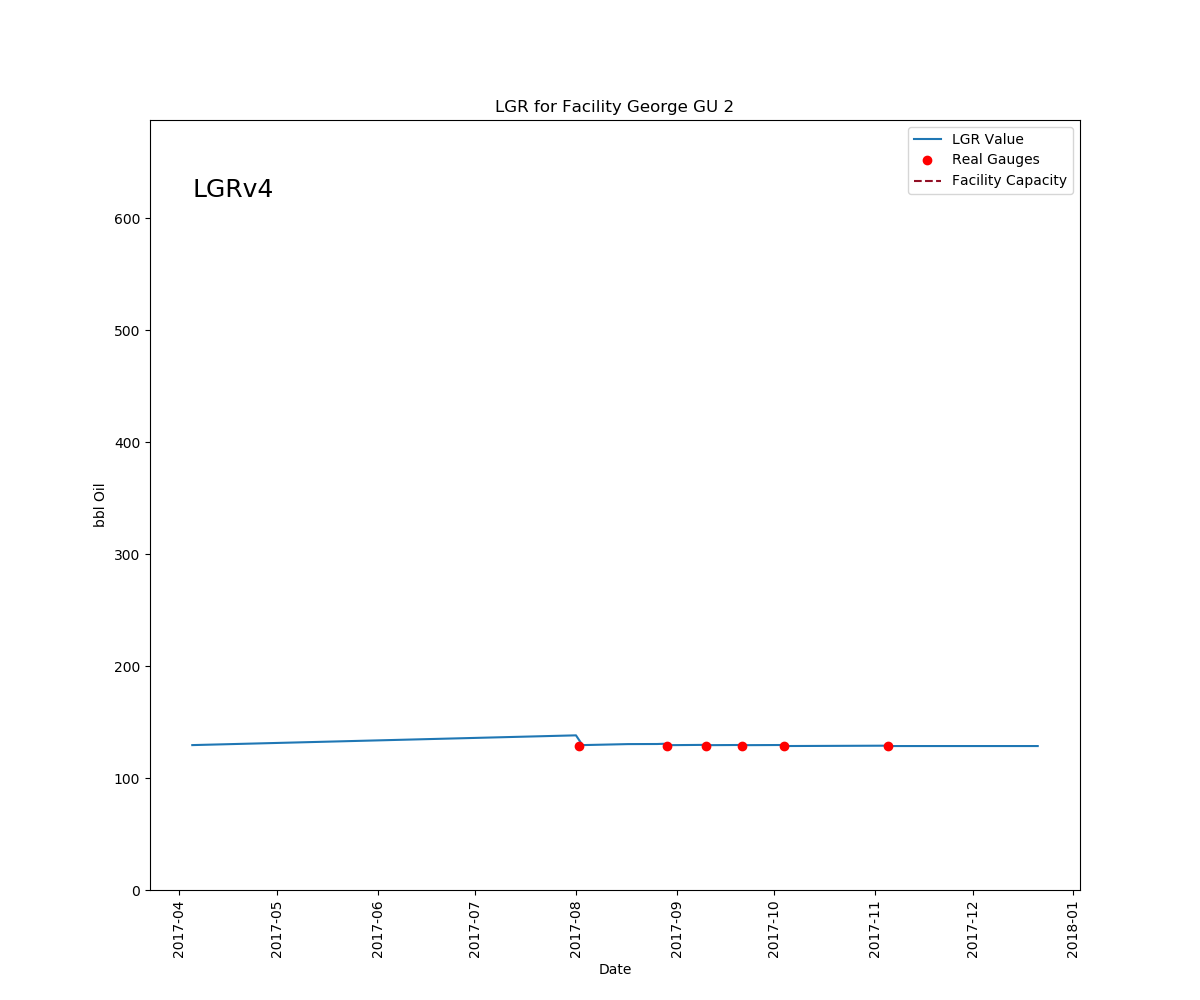 LGR for Facility George GU 2
LGR Value
Real Gauges
Facility Capacity
LGRv4
600
500
400
300
200
100
0
bbl Oil
2017-04
2017-05
2017-06
2017-07
2017-08
2017-09
2017-10
2017-11
2017-12
2018-01
Date